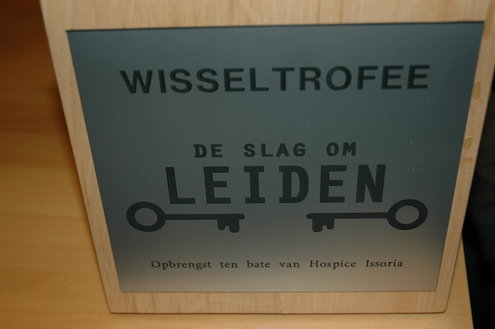 WISSELTROFEE
DE SLAG OM
LEIDEN
Opbrengst ten bate van Hospice Issoria